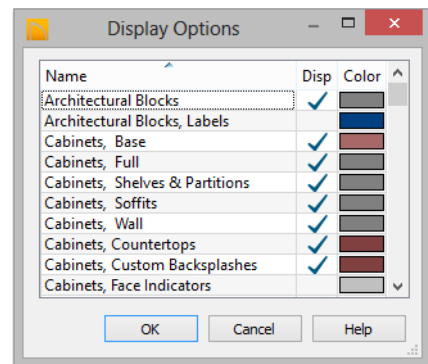 Display Options
Name Disp Color
Architectural Blocks
Architectural Blocks, Labels
Cabinets,  Base
Cabinets,  Full
Cabinets,  Shelves & Partitions
Cabinets,  Soffits
Cabinets,  Wall
Cabinets, Countertops
Cabinets, Custom Backsplashes
Cabinets, Face Indicators
OK Cancel Help